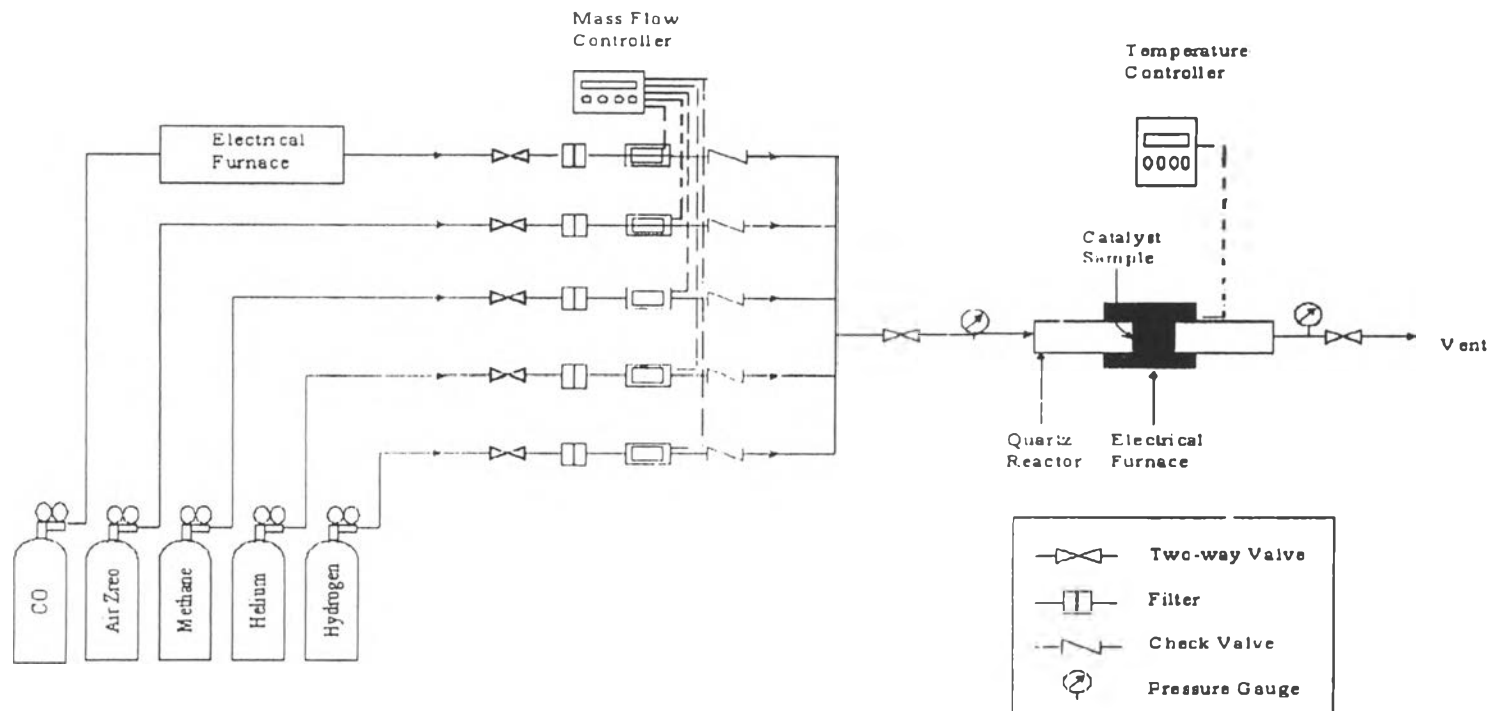 Mass Flow
Controller
Temperature
Controller
Electrical
Furnace
Catalyst
Sample
Vent
Quartz
Reactor
Electrical
Furnace
CO
Air Zreo
Methane
Helium
Hydrogen
Two-way Valve
Filter
Check Valve
Pressure Gauge